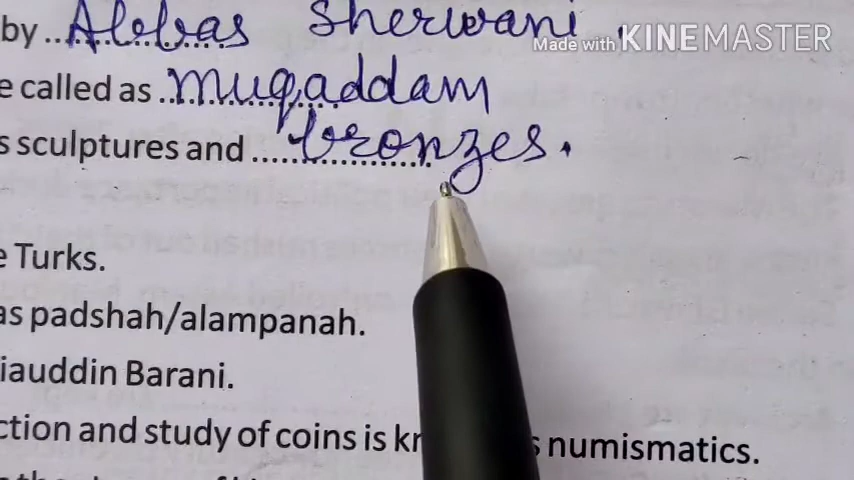 by ..Abbas Sherwani.
Made with KINEMASTER
e called as ...muqaddam
s sculptures and ....bronzes.
e Turks.
as padshah/alampanah.
iauddin Barani.
ction and study of coins is kr s numismatics.